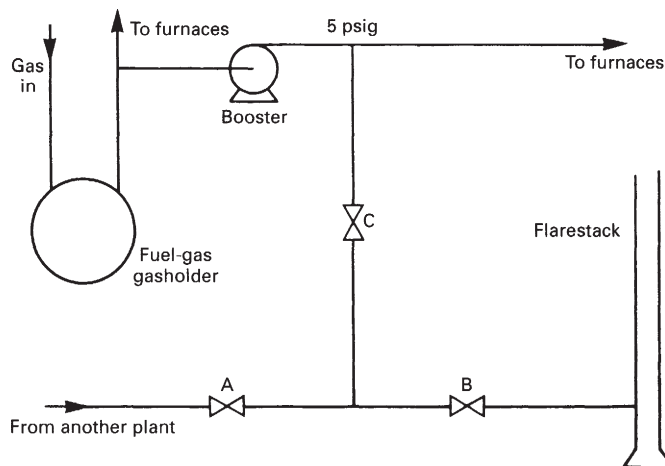 To furnaces
5 psig
Gas
in
To furnaces
Booster
C
Flarestack
Fuel-gas
gasholder
A
B
From another plant